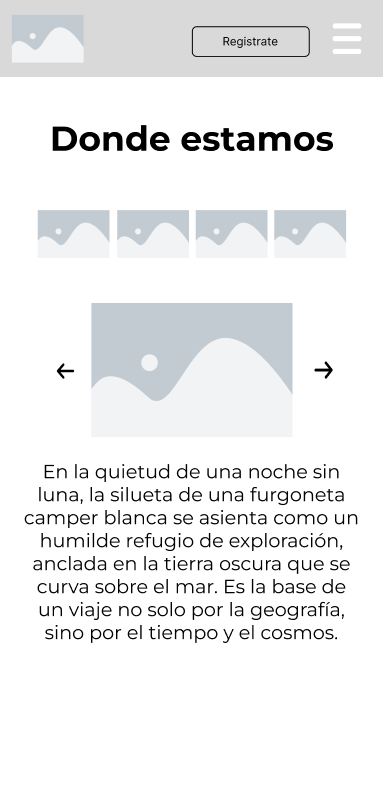 Registrate
Donde estamos
En la quietud de una noche sin
luna, la silueta de una furgoneta
camper blanca se asienta como un
humilde refugio de exploración,
anclada en la tierra oscura que se
curva sobre el mar. Es la base de
un viaje no solo por la geografía,
sino por el tiempo y el cosmos.